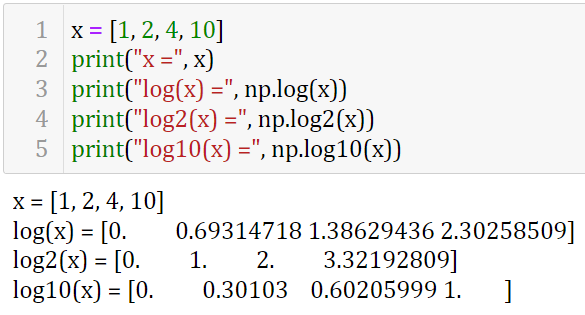 1 x = [1, 2, 4, 10]
2 print("x =", x)
3 print("log(x) =", np.log(x))
4 print("log2(x) =", np.log2(x))
5 print("log10(x) =", np.log10(x))
x = [1, 2, 4, 10]
log(x) = [0. 0.69314718 1.38629436 2.30258509]
log2(x) = [0. 1. 2. 3.32192809]
log10(x) = [0. 0.30103 0.60205999 1. ]